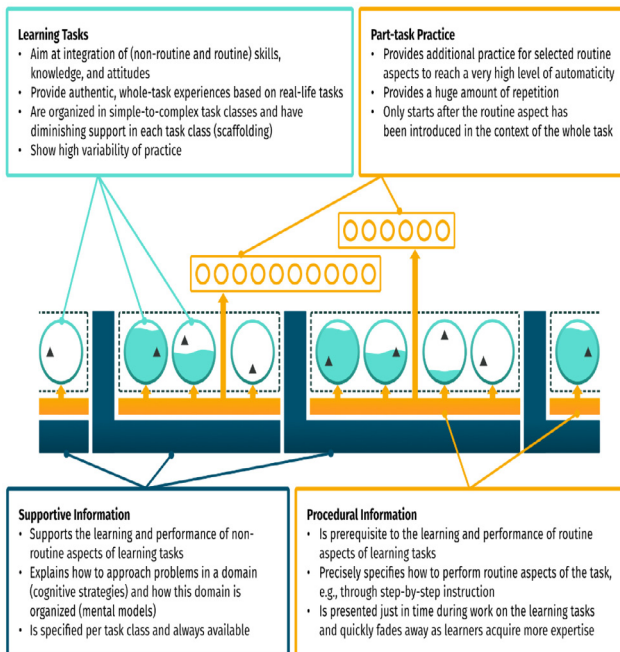 Learning Tasks
• Aim at integration of (non-routine and routine) skills,
knowledge, and attitudes
• Provide authentic, whole-task experiences based on real-life tasks
• Are organized in simple-to-complex task classes and have
diminishing support in each task class (scaffolding)
• Show high variability of practice
Part-task Practice
• Provides additional practice for selected routine
aspects to reach a very high level of automaticity
• Provides a huge amount of repetition
• Only starts after the routine aspect has
been introduced in the context of the whole task
Supportive Information
• Supports the learning and performance of non-
routine aspects of learning tasks
• Explains how to approach problems in a domain
(cognitive strategies) and how this domain is
organized (mental models)
• Is specified per task class and always available
Procedural Information
• Is prerequisite to the learning and performance of routine
aspects of learning tasks
• Precisely specifies how to perform routine aspects of the task,
e.g., through step-by-step instruction
• Is presented just in time during work on the learning tasks
and quickly fades away as learners acquire more expertise